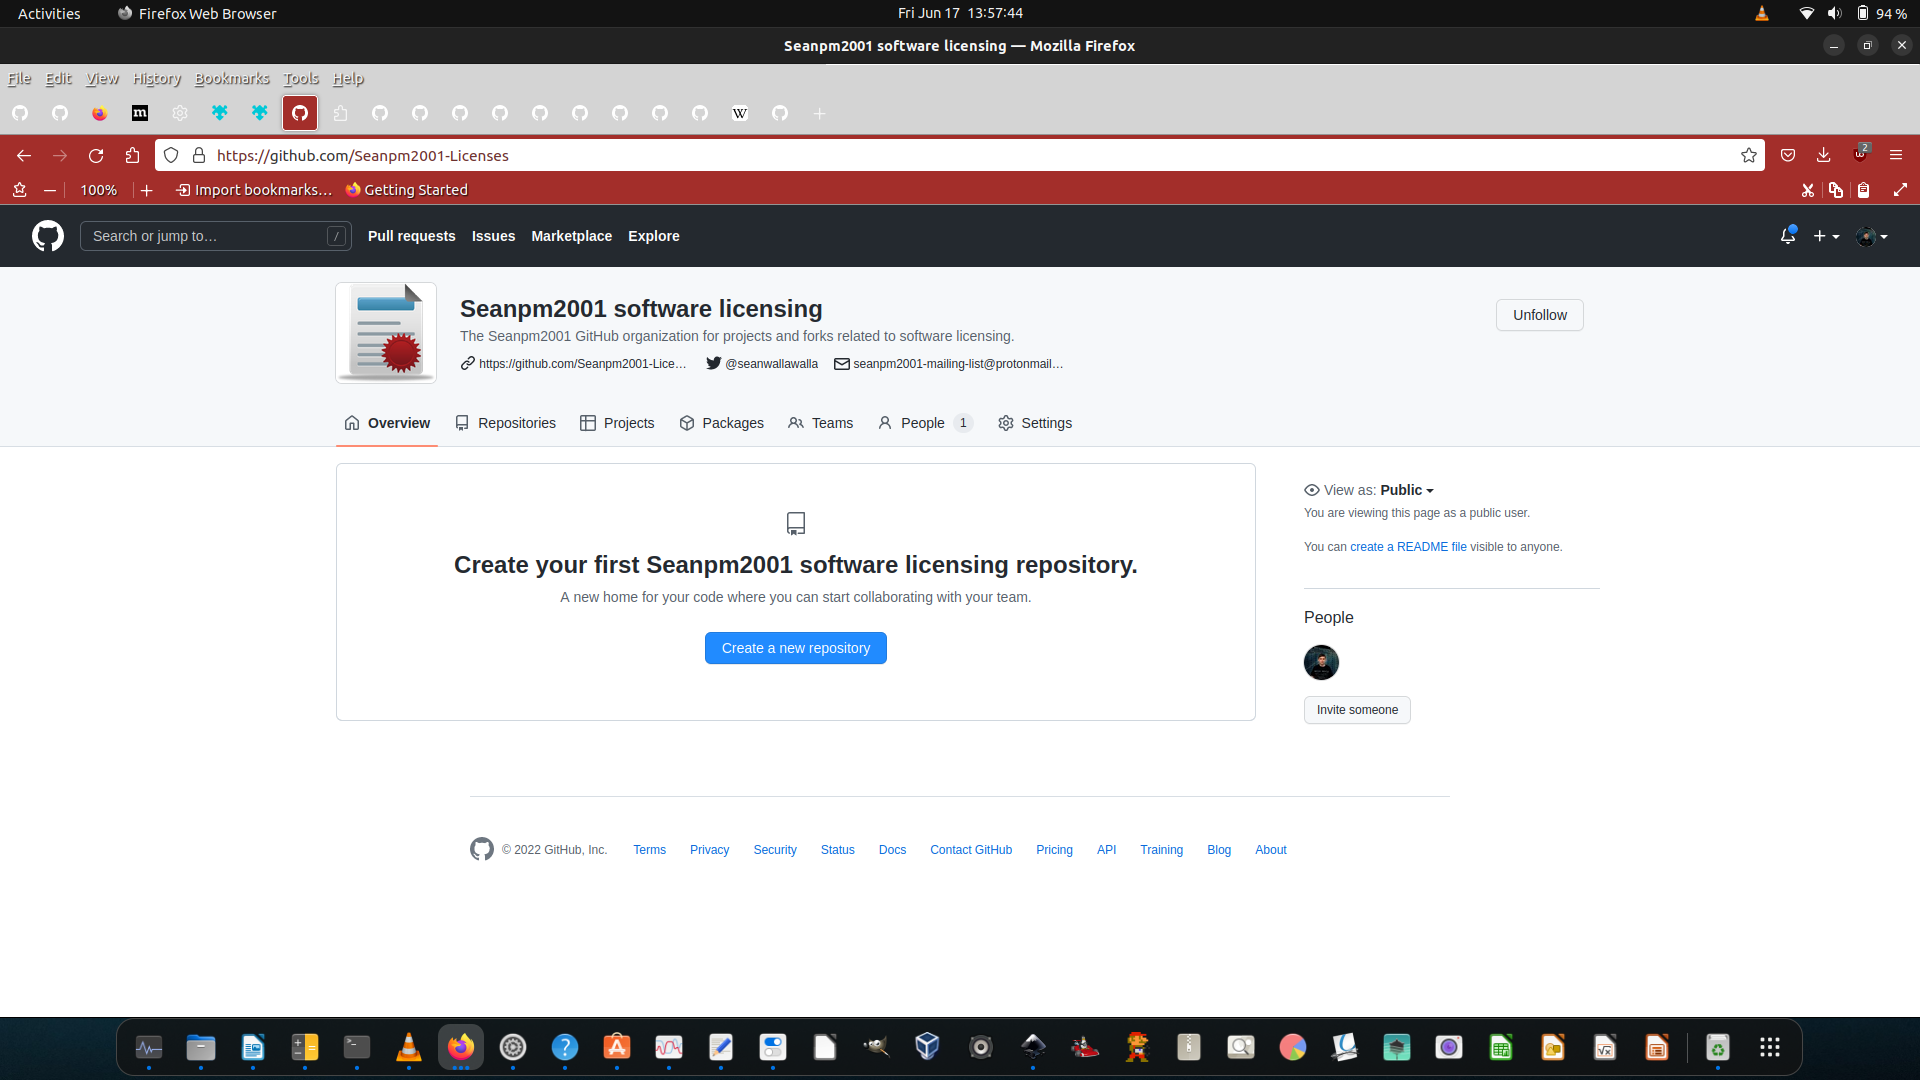 Activities Firefox Web Browser Fri Jun 17 13:57:44 94 %
Seanpm2001 software licensing — Mozilla Firefox
File Edit View History Bookmarks Tools Help
m W
https://github.com/Seanpm2001-Licenses 2
100% Import bookmarks… Getting Started
Search or jump to… / Pull requests Issues Marketplace Explore
Seanpm2001 software licensing
Unfollow
The Seanpm2001 GitHub organization for projects and forks related to software licensing.
https://github.com/Seanpm2001-Lice… @seanwallawalla seanpm2001-mailing-list@protonmail…
Overview Repositories Projects Packages Teams People 1 Settings
View as: Public
You are viewing this page as a public user.
You can create a README file visible to anyone.
Create your first Seanpm2001 software licensing repository.
A new home for your code where you can start collaborating with your team.
Create a new repository
People
Invite someone
© 2022 GitHub, Inc. Terms Privacy Security Status Docs Contact GitHub Pricing API Training Blog About